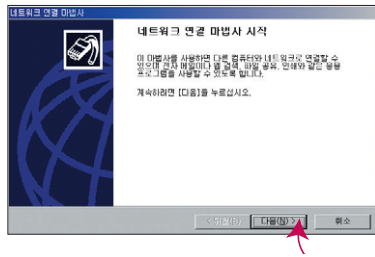 네트워크 연결 마법사
네트워크 연결 마법사 시작
이 마법사를 사용하면 다른 컴퓨터와 네트워크로 연결할 수
있으며 전자 메일이나 웹 검색, 파일 공유, 인쇄와 같은 응용
프로그램을 사용할 수 있도록 합니다.
계속하려면 [다음]을 누르십시오.
< 뒤로(B) 다음(N) > 취소